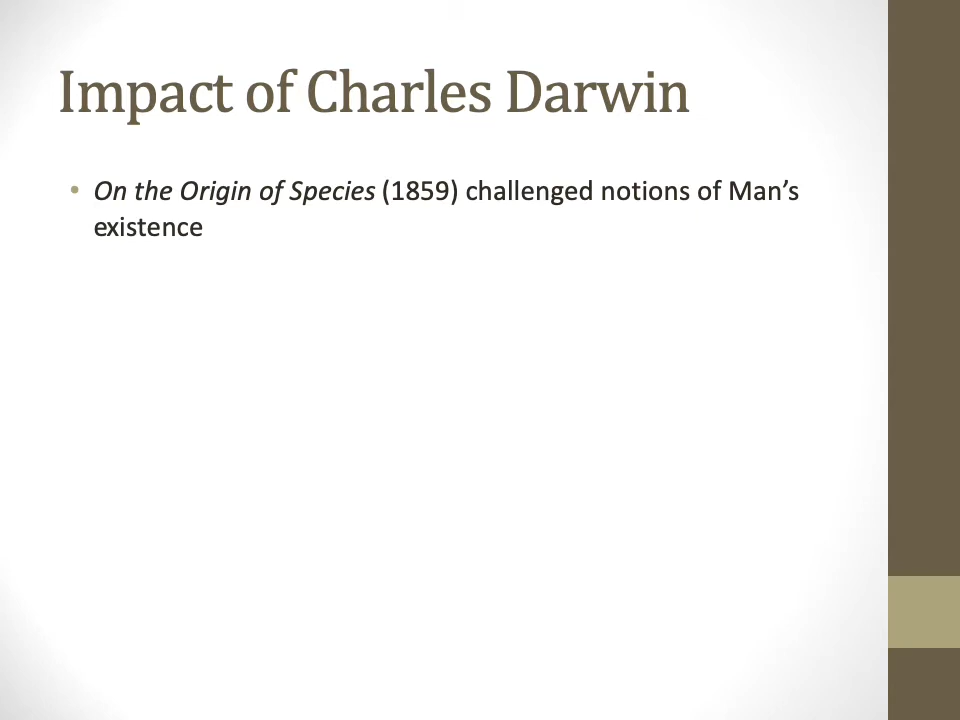 Impact of Charles Darwin
• On the Origin of Species (1859) challenged notions of Man’s
existence